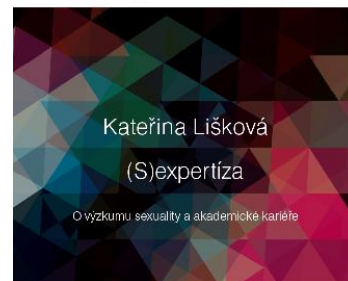 Kateřina Lišková
(S)expertíza
O výzkumu sexuality a akademické kariéře